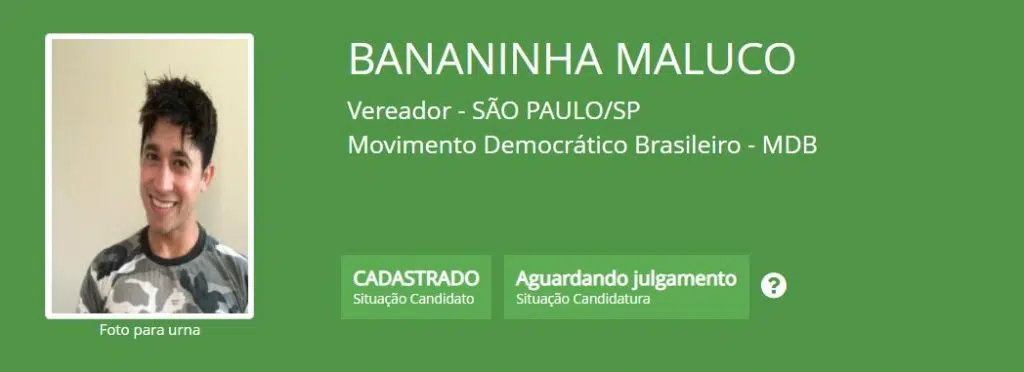 BANANINHA MALUCO
Vereador - SÃO PAULO/SP
Movimento Democrático Brasileiro - MDB
CADASTRADO
Situação Candidato
Aguardando julgamento
Situação Candidatura
?
Foto para urna